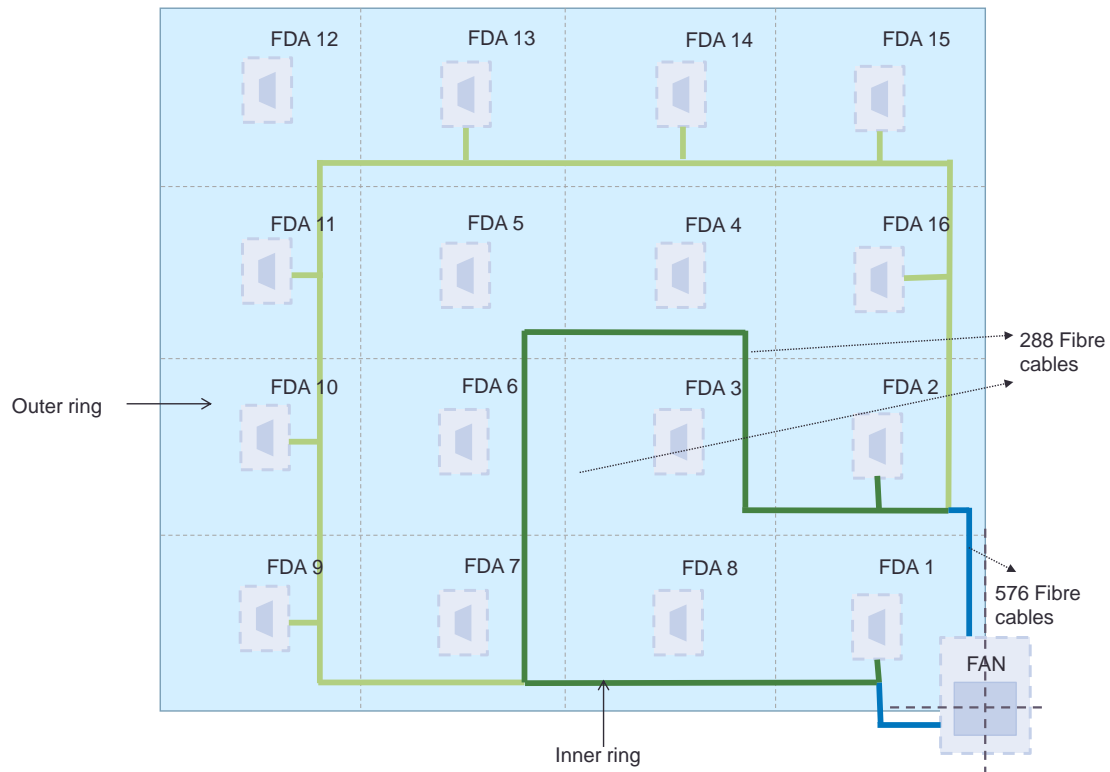 FDA 12
FDA 13
FDA 14
FDA 15
FDA 11
FDA 5
FDA 4
FDA 16
288 Fibre
cables
Outer ring
FDA 10
FDA 6
FDA 3
FDA 2
FDA 9
FDA 7
FDA 8
FDA 1
576 Fibre
cables
FAN
Inner ring